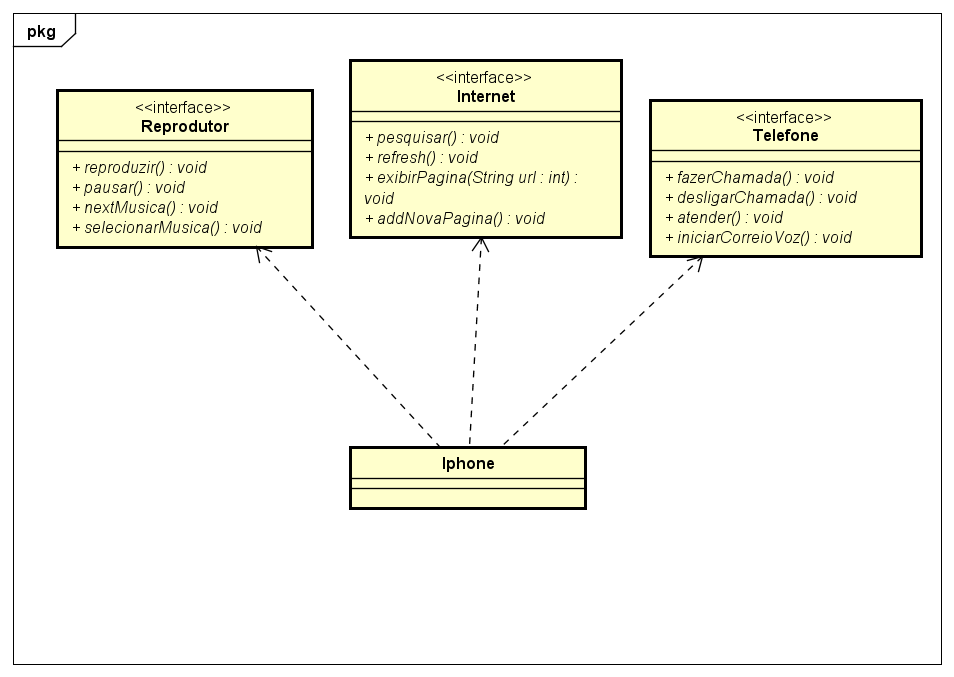 pkg
<<interface>>
Reprodutor
+ reproduzir() : void
+ pausar() : void
+ nextMusica() : void
+ selecionarMusica() : void
<<interface>>
Internet
+ pesquisar() : void
+ refresh() : void
+ exibirPagina(String url : int) :
void
+ addNovaPagina() : void
<<interface>>
Telefone
+ fazerChamada() : void
+ desligarChamada() : void
+ atender() : void
+ iniciarCorreioVoz() : void
Iphone